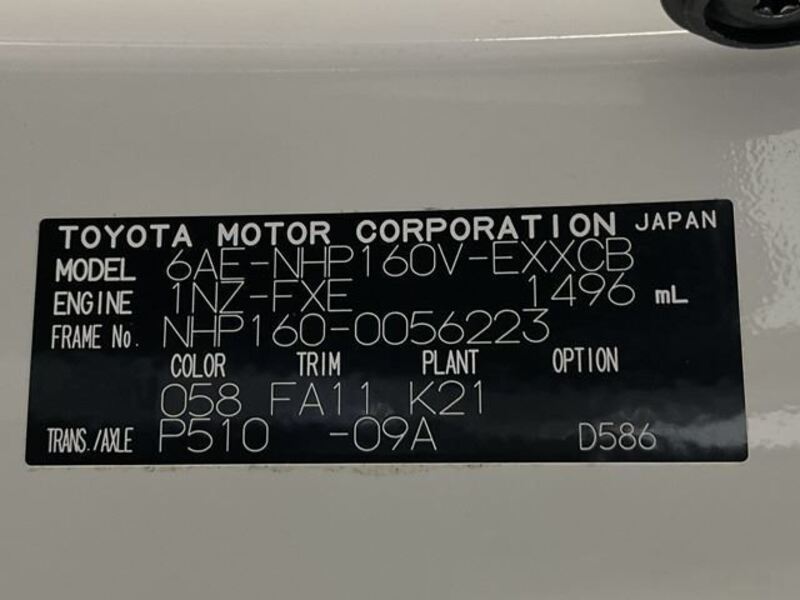 TOYOTA MOTOR CORPORATION JAPAN
MODEL 6AE-NHP160V-EXXCB
ENGINE 1NZ-FXE 1496 mL
FRAME No. NHP160-0056223
COLOR TRIM PLANT OPTION
058 FA11 K21
TRANS./AXLE P510 -09A D586